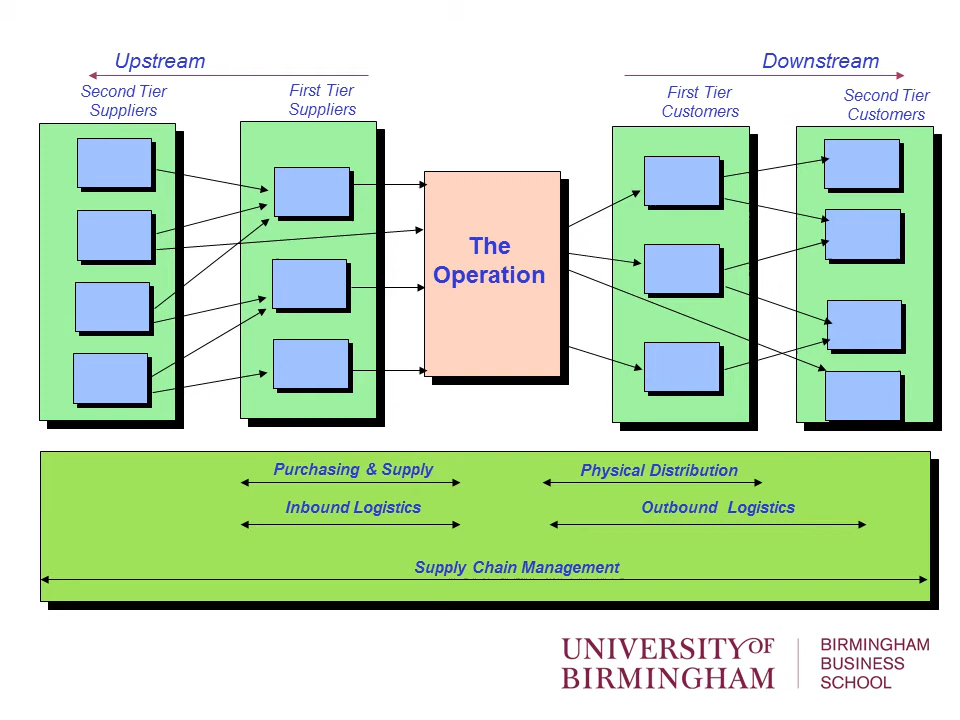 Upstream
Downstream
Second Tier
Suppliers
First Tier
Suppliers
First Tier
Customers
Second Tier
Customers
The
Operation
Purchasing & Supply
Physical Distribution
Inbound Logistics
Outbound Logistics
Supply Chain Management
UNIVERSITY OF
BIRMINGHAM
BIRMINGHAM
BUSINESS
SCHOOL